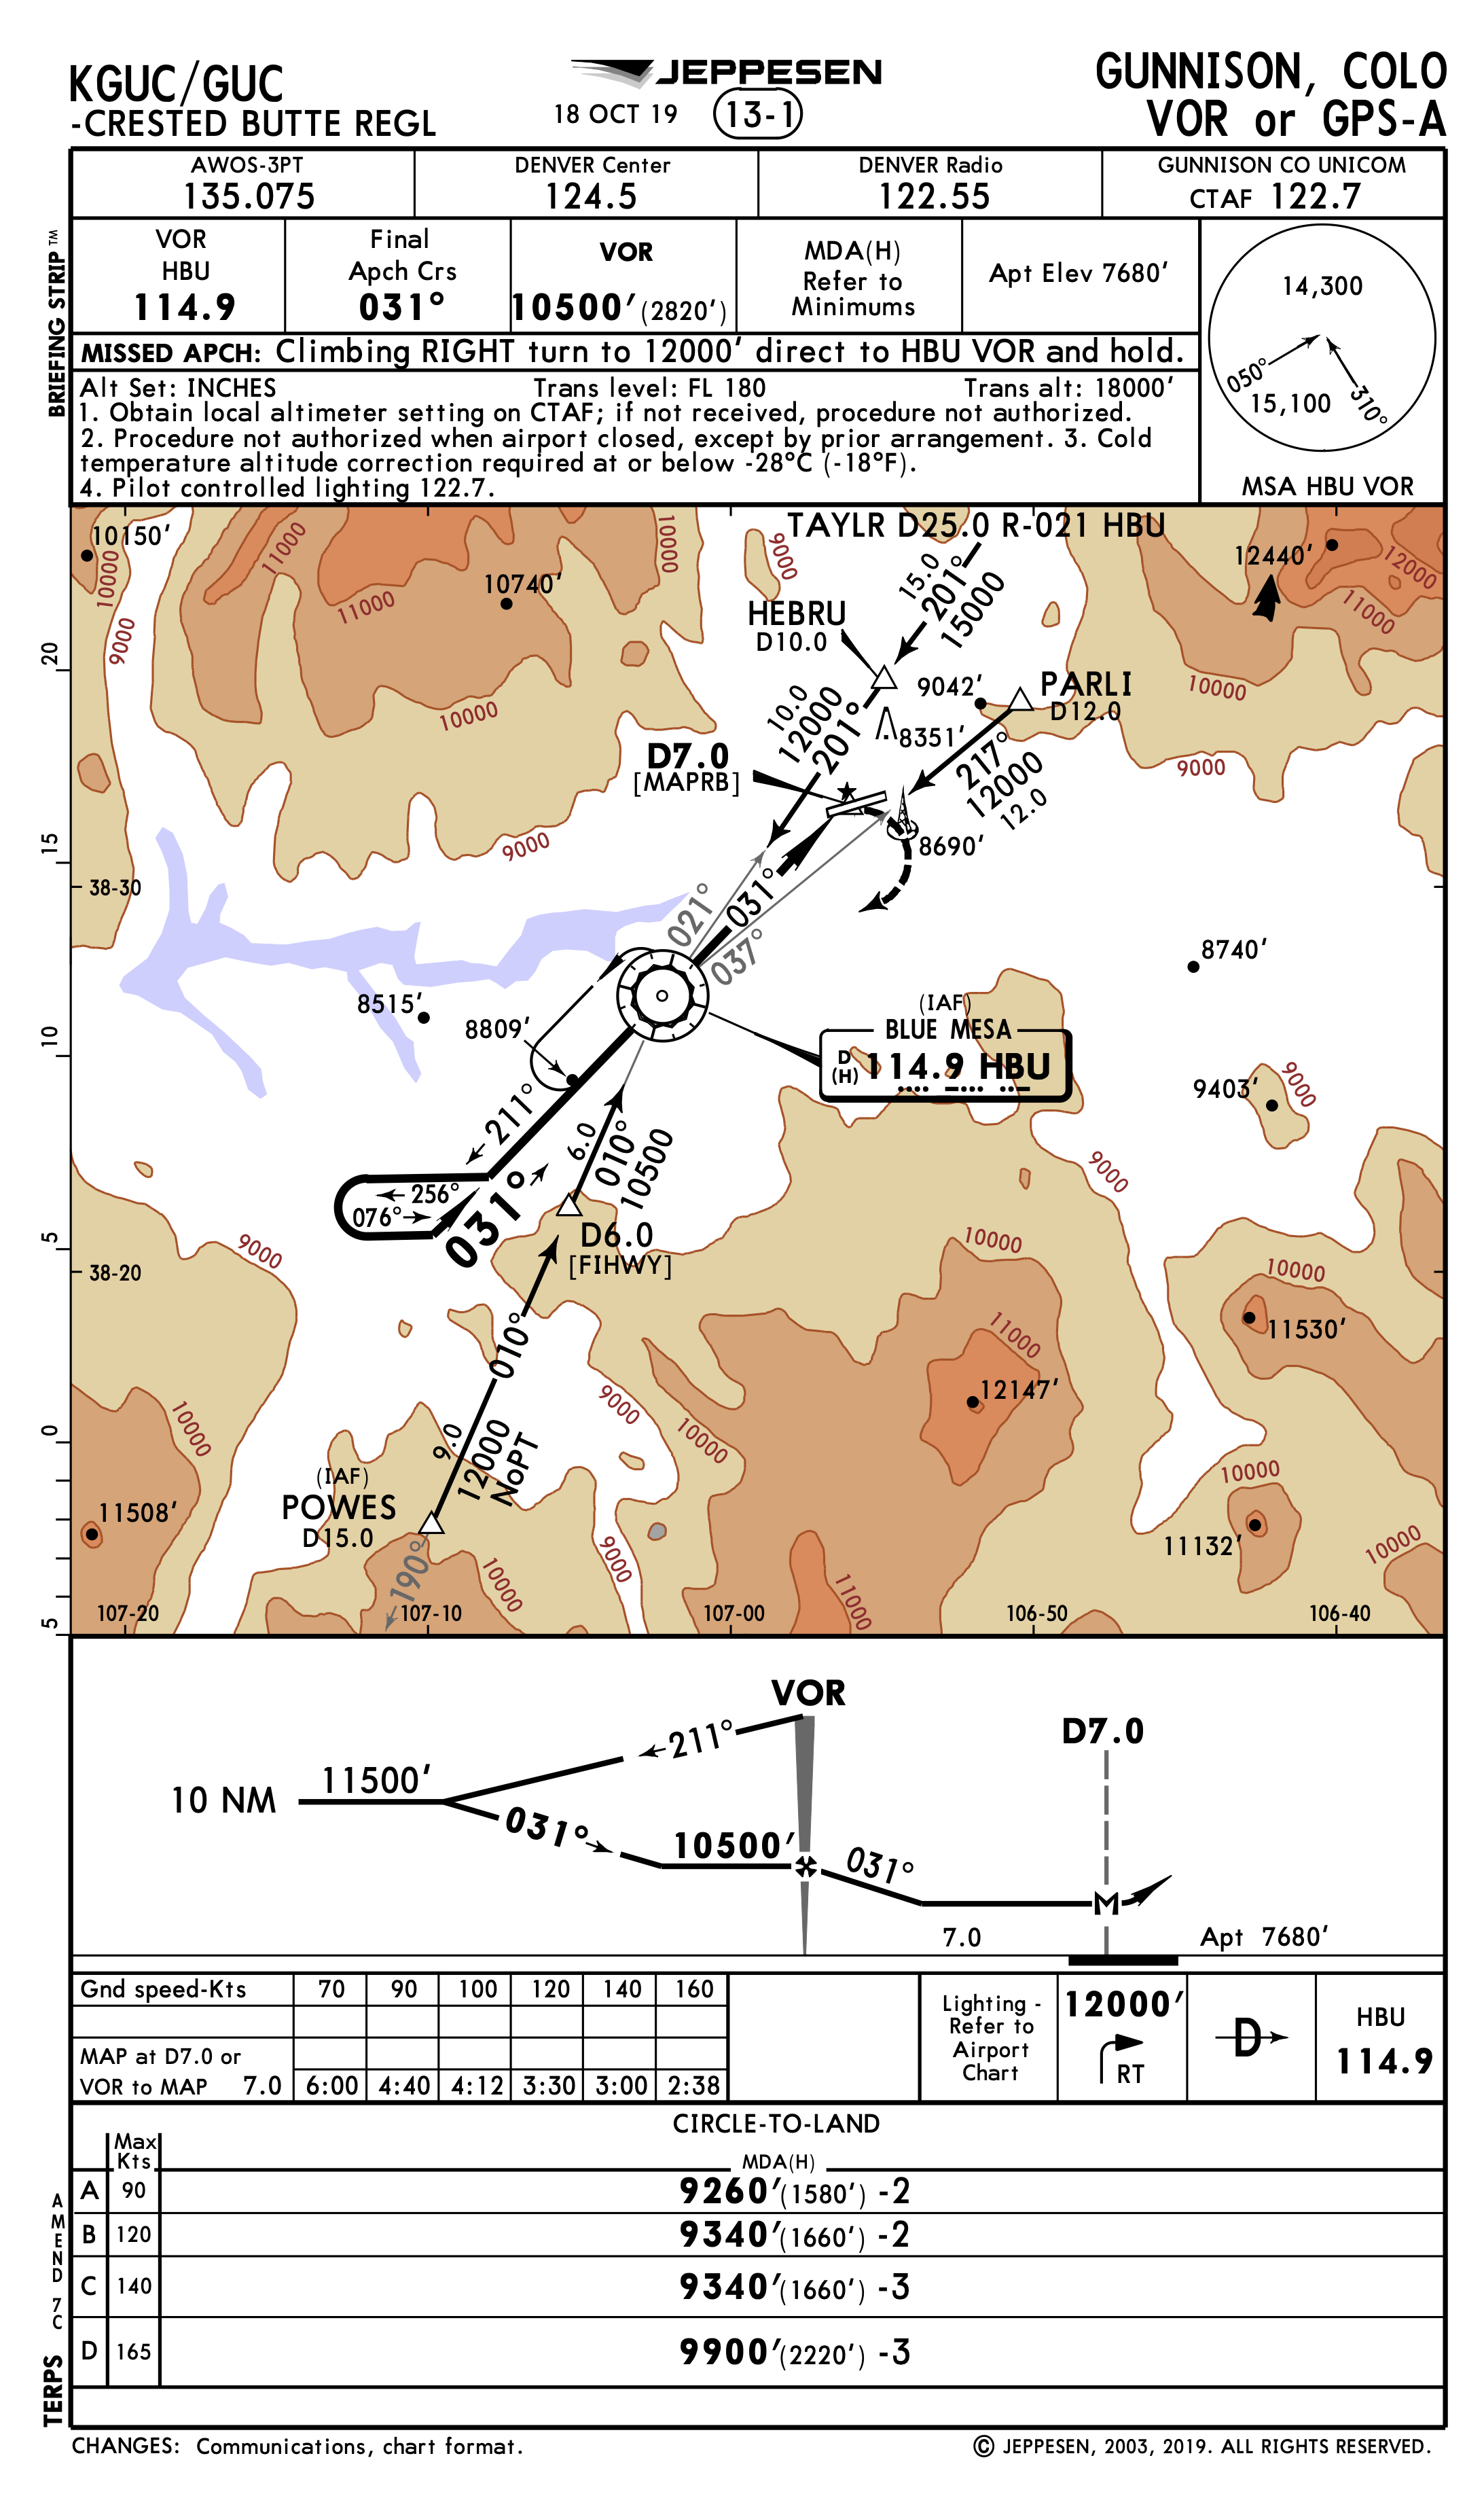 KGUC/GUC
-CRESTED BUTTE REGL
JEPPESEN
18 OCT 19
13-1
GUNNISON, COLO
VOR or GPS-A
BRIEFING STRIP™
AWOS-3PT
135.075
DENVER Center
124.5
DENVER Radio
122.55
GUNNISON CO UNICOM
CTAF 122.7
VOR
HBU
114.9
Final
Apch Crs
031°
VOR
10500′(2820′)
MDA(H)
Refer to
Minimums
Apt Elev 7680′
14,300
050°
15,100
310°
MSA HBU VOR
MISSED APCH: Climbing RIGHT turn to 12000′ direct to HBU VOR and hold.
Alt Set: INCHES Trans level: FL 180 Trans alt: 18000′
1. Obtain local altimeter setting on CTAF; if not received, procedure not authorized.
2. Procedure not authorized when airport closed, except by prior arrangement. 3. Cold
temperature altitude correction required at or below -28°C (-18°F).
4. Pilot controlled lighting 122.7.
TAYLR D25.0 R-021 HBU
10150′
10000
9000
11000
11000
10740′
10000
10000
9000
15.0
201°
15000
HEBRU
D10.0
12440′
12000
11000
10000
9042′
PARLI
D12.0
10.0
12000
201°
8351′
217°
12000
12.0
9000
D7.0
[MAPRB]
9000
8690′
20
15
10
5
0
5
38-30
021°
031°
037°
8740′
8515′
8809′
(IAF)
BLUE MESA
D
(H)
114.9 HBU
9403′
9000
211°
6.0
010°
10500
256°
076°
031°
D6.0
[FIHWY]
9000
9000
10000
10000
38-20
11530′
010°
11000
12147′
9000
10000
9.0
12000
NoPT
10000
10000
(IAF)
POWES
D15.0
11508′
190°
10000
9000
11000
11132′
10000
107-20
107-10
107-00
106-50
106-40
VOR
D7.0
211°
10 NM
11500′
031°
10500′
031°
M
7.0
Apt 7680′
Gnd speed-Kts 70 90 100 120 140 160
MAP at D7.0 or
VOR to MAP 7.0 6:00 4:40 4:12 3:30 3:00 2:38
Lighting -
Refer to
Airport
Chart
12000′
RT
D
HBU
114.9
CIRCLE-TO-LAND
Max
Kts
MDA(H)
A 90 9260′(1580′) -2
B 120 9340′(1660′) -2
C 140 9340′(1660′) -3
D 165 9900′(2220′) -3
TERPS AMEND 7C
CHANGES: Communications, chart format.
© JEPPESEN, 2003, 2019. ALL RIGHTS RESERVED.